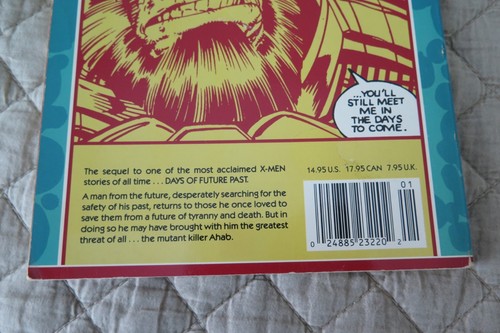 ...YOU'LL
STILL MEET
ME IN
THE DAYS
TO COME.
The sequel to one of the most acclaimed X-MEN
stories of all time . . . DAYS OF FUTURE PAST.
A man from the future, desperately searching for the
safety of his past, returns to those he once loved to
save them from a future of tyranny and death. But in
doing so he may have brought with him the greatest
threat of all . . . the mutant killer Ahab.
14.95 U.S. 17.95 CAN 7.95 U.K.
01
0 24885 23220 2